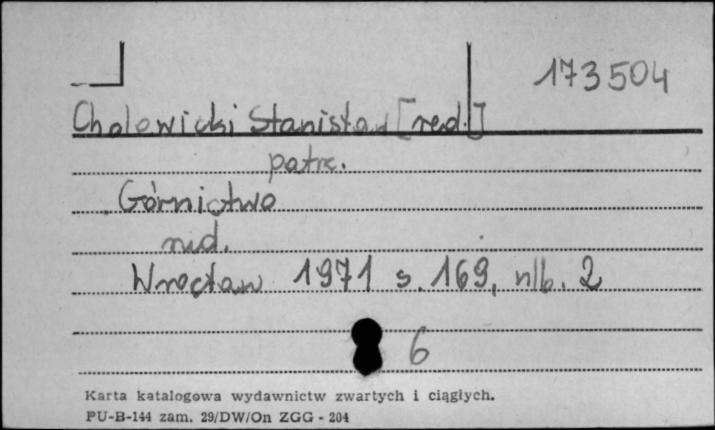 173504
Cholewicki Stanisław [red.]
patrz.
Górnictwo
red.
Wrocław 1971 s. 169, nlb. 2
6
Karta katalogowa wydawnictw zwartych i ciągłych.
PU-B-144 zam. 29/DW/On ZGG - 204